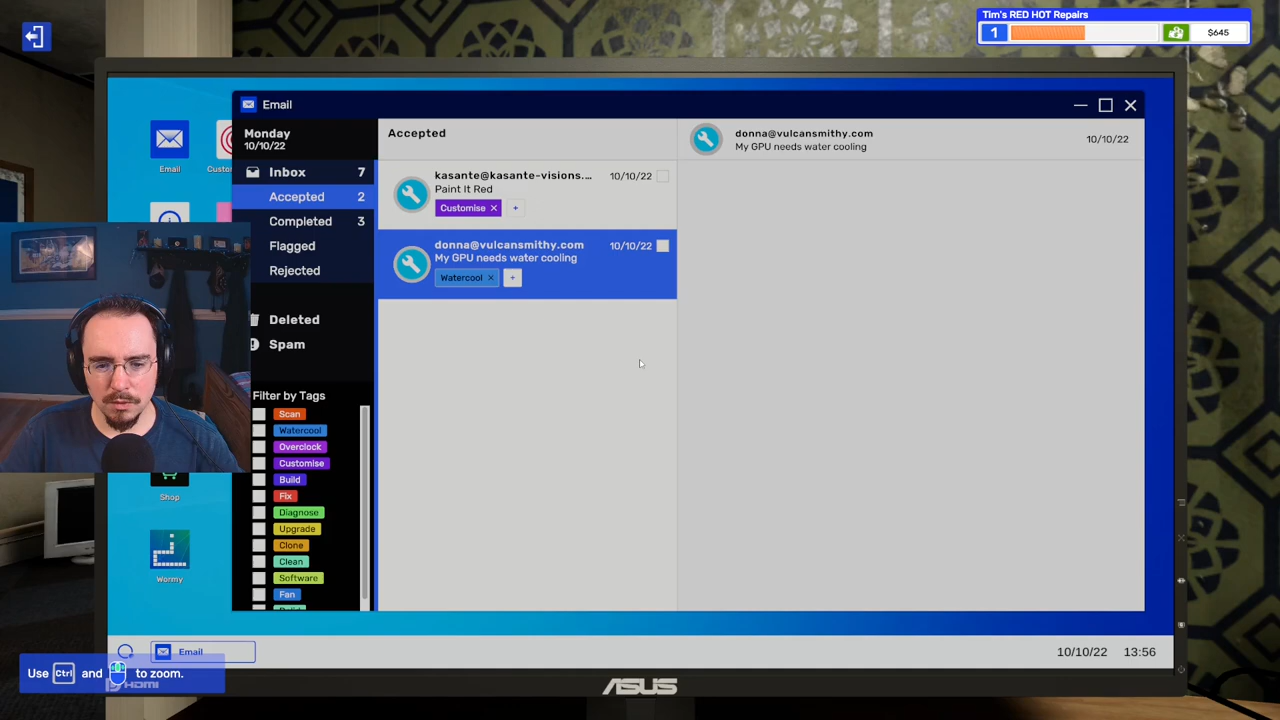 Tim's RED HOT Repairs
1
$645
Email
Monday
10/10/22
Inbox 7
Accepted 2
Completed 3
Flagged
Rejected
Deleted
Spam
Filter by Tags
Scan
Watercool
Overclock
Customise
Build
Fix
Diagnose
Upgrade
Clone
Clean
Software
Fan
Accepted
kasante@kasante-visions.... 10/10/22
Paint It Red
Customise × +
donna@vulcansmithy.com 10/10/22
My GPU needs water cooling
Watercool × +
donna@vulcansmithy.com 10/10/22
My GPU needs water cooling
Email
Shop
Wormy
Email
10/10/22 13:56
Use Ctrl and to zoom.
HDMI
ASUS